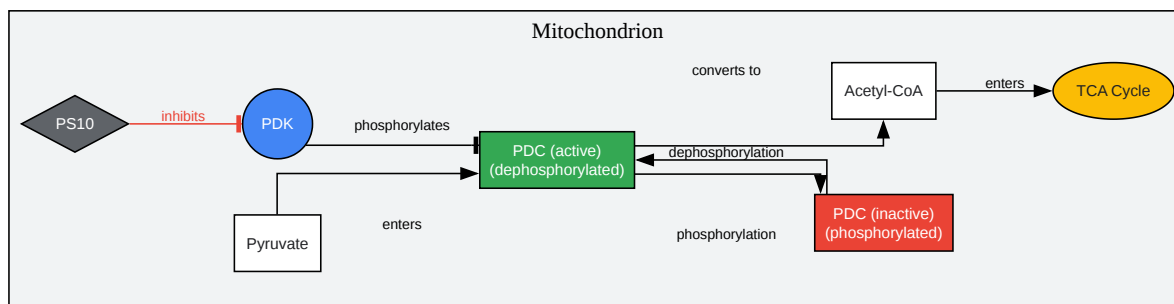 Mitochondrion
converts to
Acetyl-CoA
enters
TCA Cycle
PS10
inhibits
PDK
phosphorylates
PDC (active)
(dephosphorylated)
dephosphorylation
PDC (inactive)
(phosphorylated)
enters
phosphorylation
Pyruvate